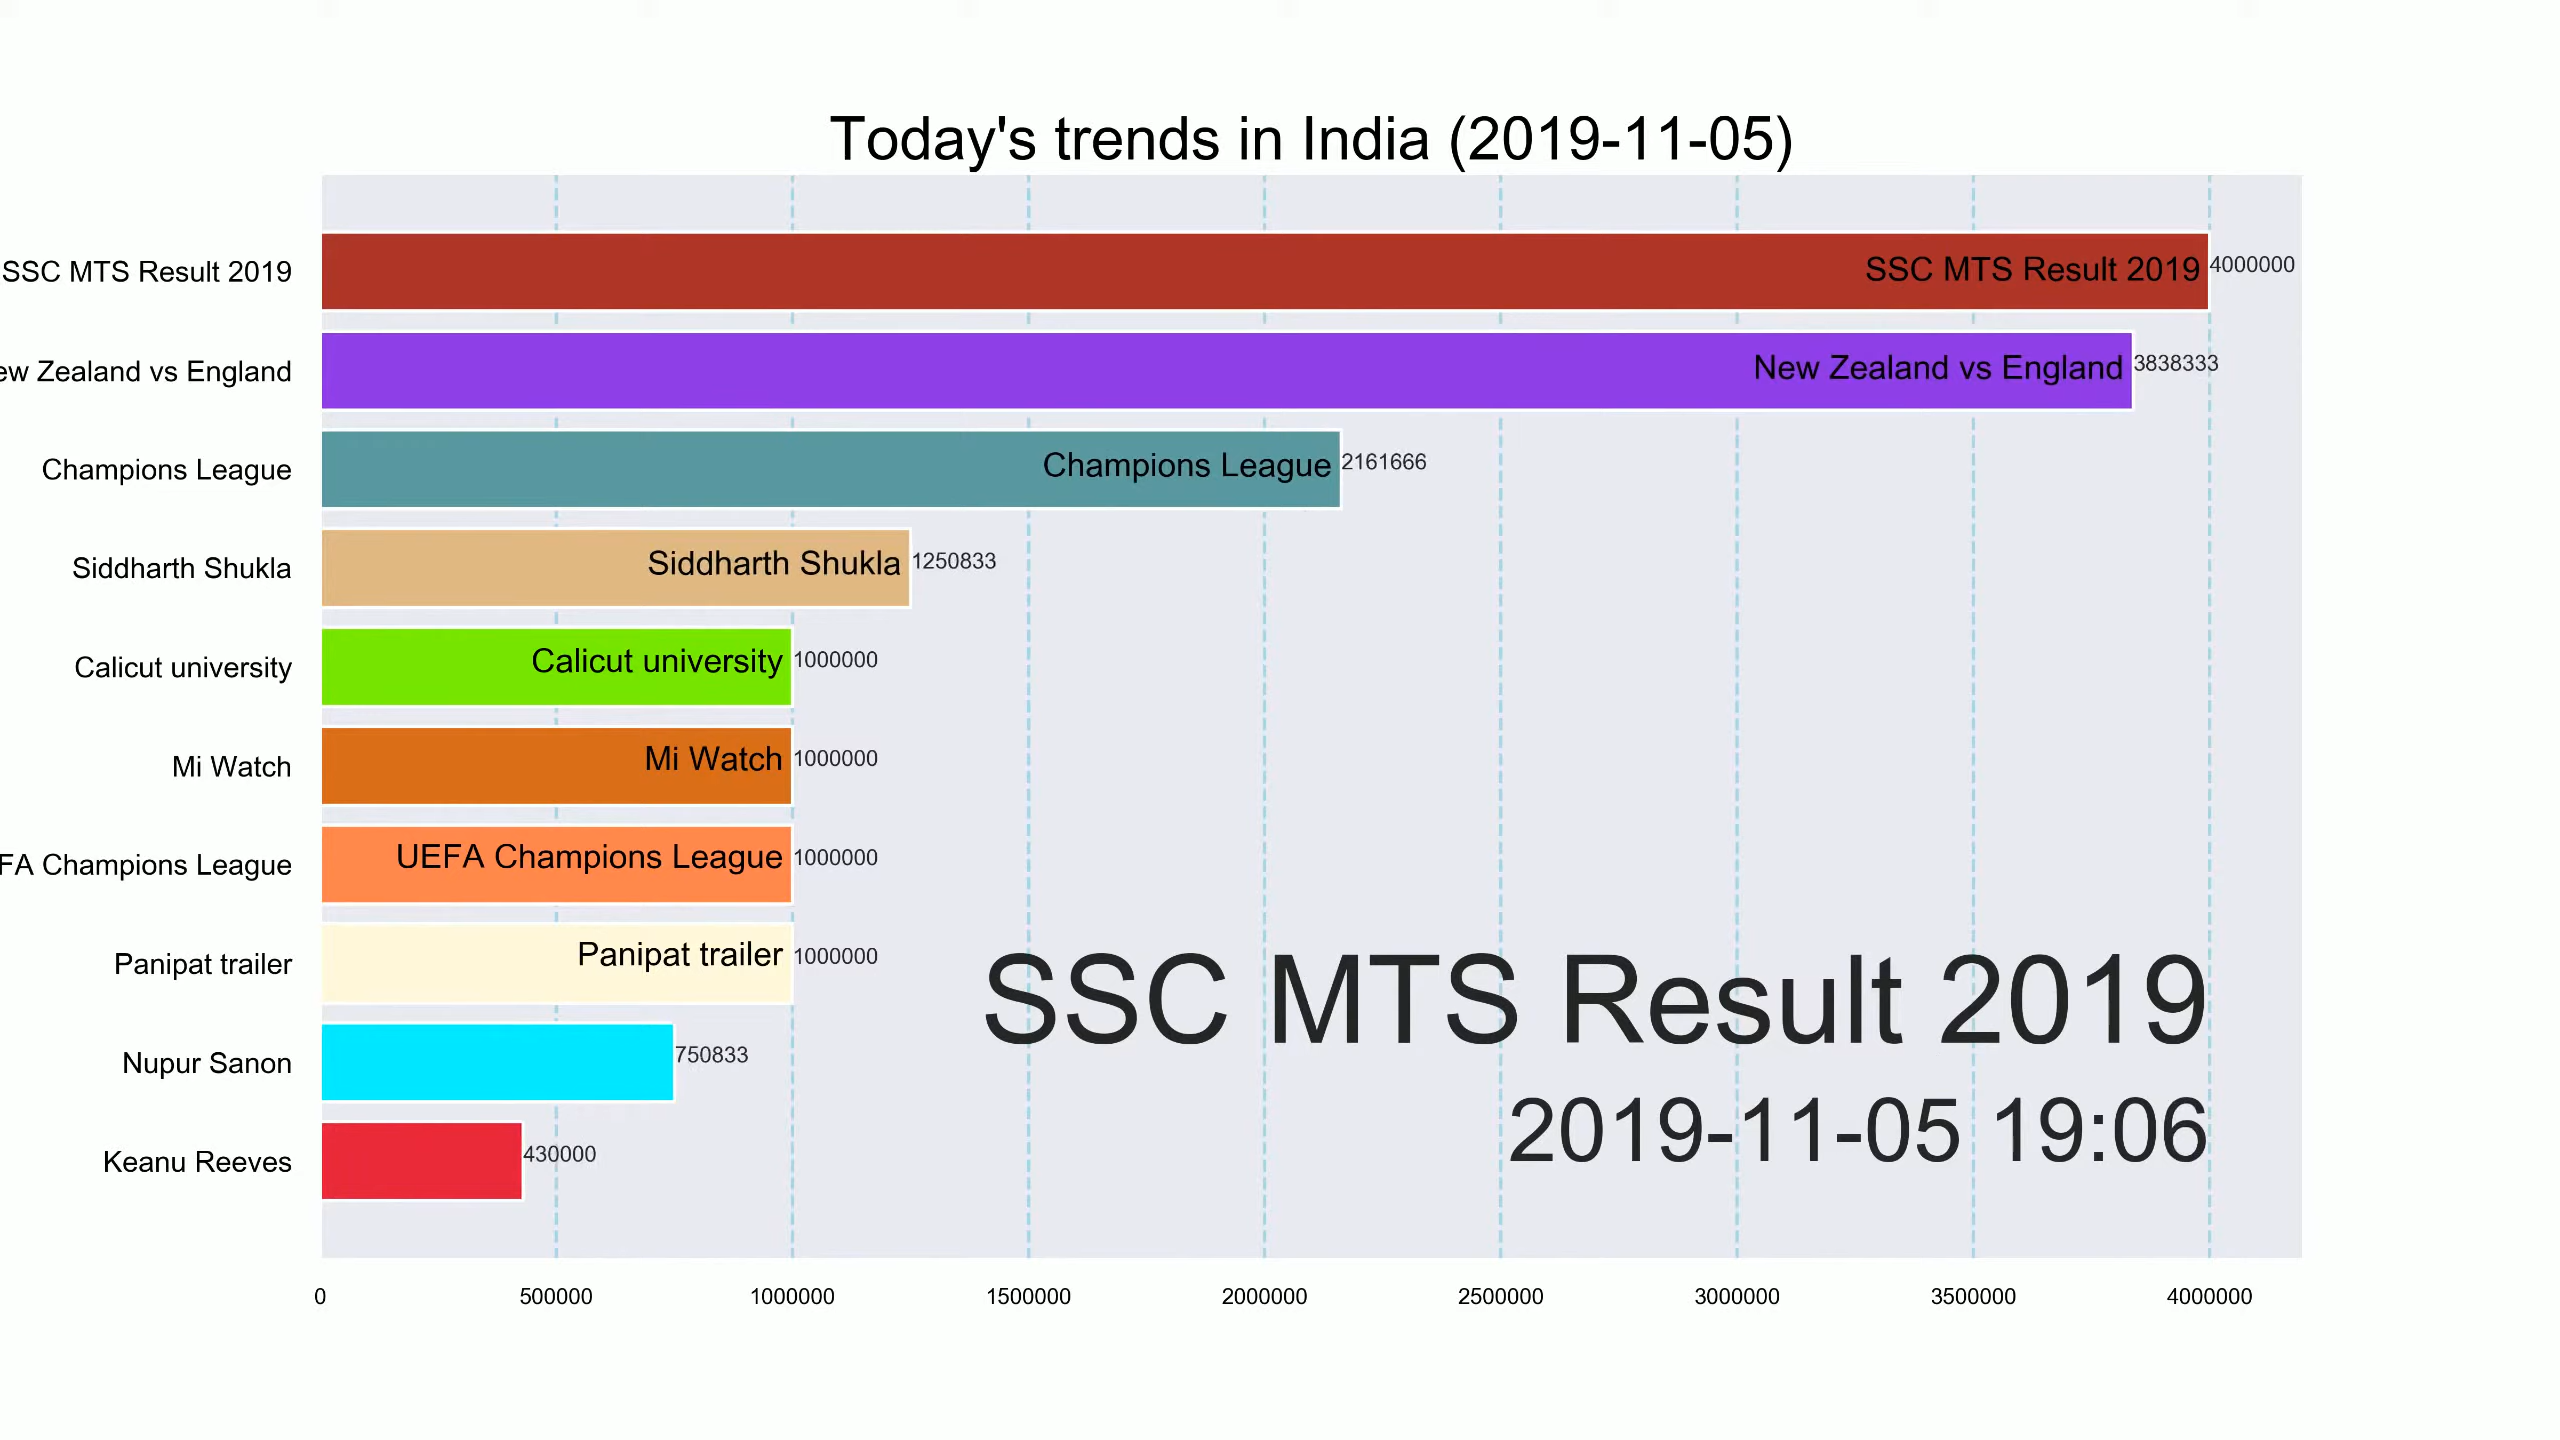 Today's trends in India (2019-11-05)
SSC MTS Result 2019 SSC MTS Result 2019 4000000
ew Zealand vs England New Zealand vs England 3838333
Champions League Champions League 2161666
Siddharth Shukla Siddharth Shukla 1250833
Calicut university Calicut university 1000000
Mi Watch Mi Watch 1000000
FA Champions League UEFA Champions League 1000000
Panipat trailer Panipat trailer 1000000
SSC MTS Result 2019
Nupur Sanon 750833
2019-11-05 19:06
Keanu Reeves 430000
0 500000 1000000 1500000 2000000 2500000 3000000 3500000 4000000